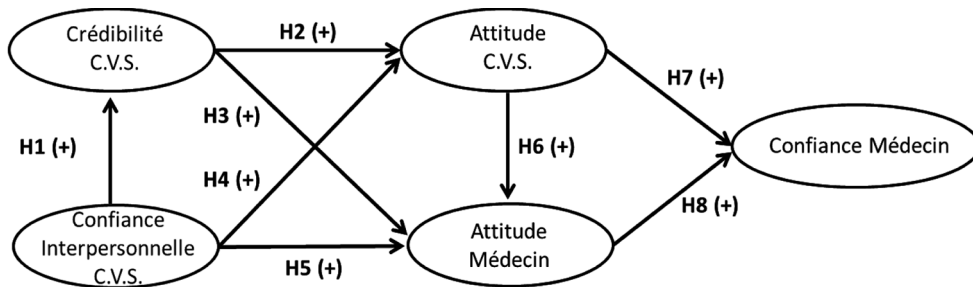 Crédibilité
C.V.S.
H2 (+)
Attitude
C.V.S.
H7 (+)
H3 (+)
H1 (+)
H6 (+)
Confiance Médecin
H4 (+)
H8 (+)
Confiance
Interpersonnelle
C.V.S.
H5 (+)
Attitude
Médecin